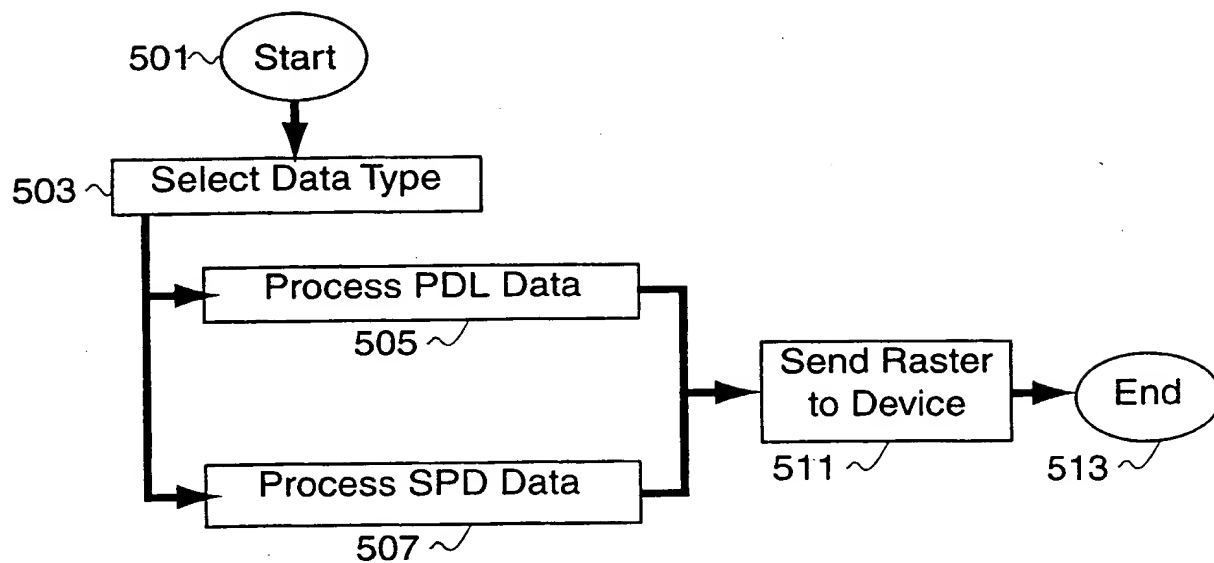 501
Start
503
Select Data Type
Process PDL Data
505
Send Raster
to Device
511
End
513
Process SPD Data
507